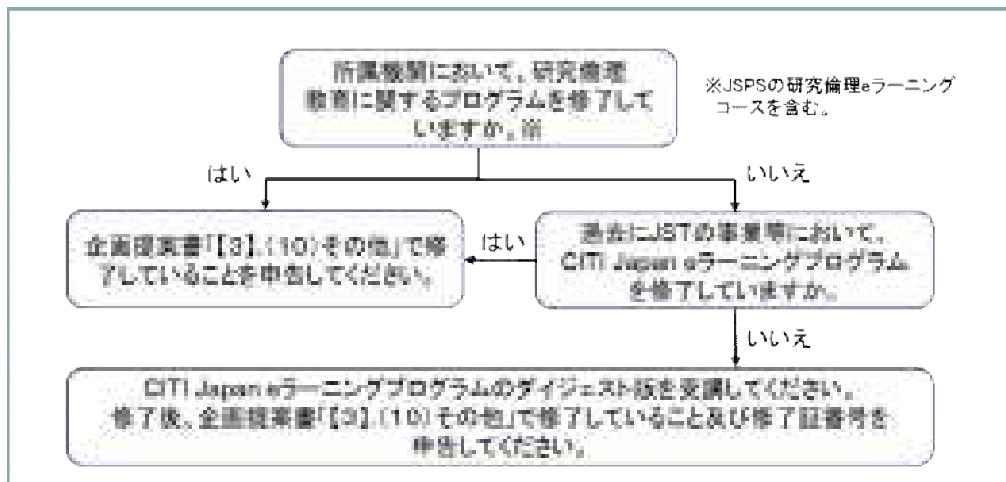 所属機関において、研究倫理
教育に関するプログラムを修了して
いますか。※
※JSPSの研究倫理eラーニング
コースを含む。
はい
いいえ
企画提案書「【3】.(10)その他」で修
了していることを申告してください。
はい
過去にJSTの事業等において、
CITI Japan eラーニングプログラム
を修了していますか。
いいえ
CITI Japan eラーニングプログラムのダイジェスト版を受講してください。
修了後、企画提案書「【3】.(10)その他」で修了していること及び修了証番号を
申告してください。